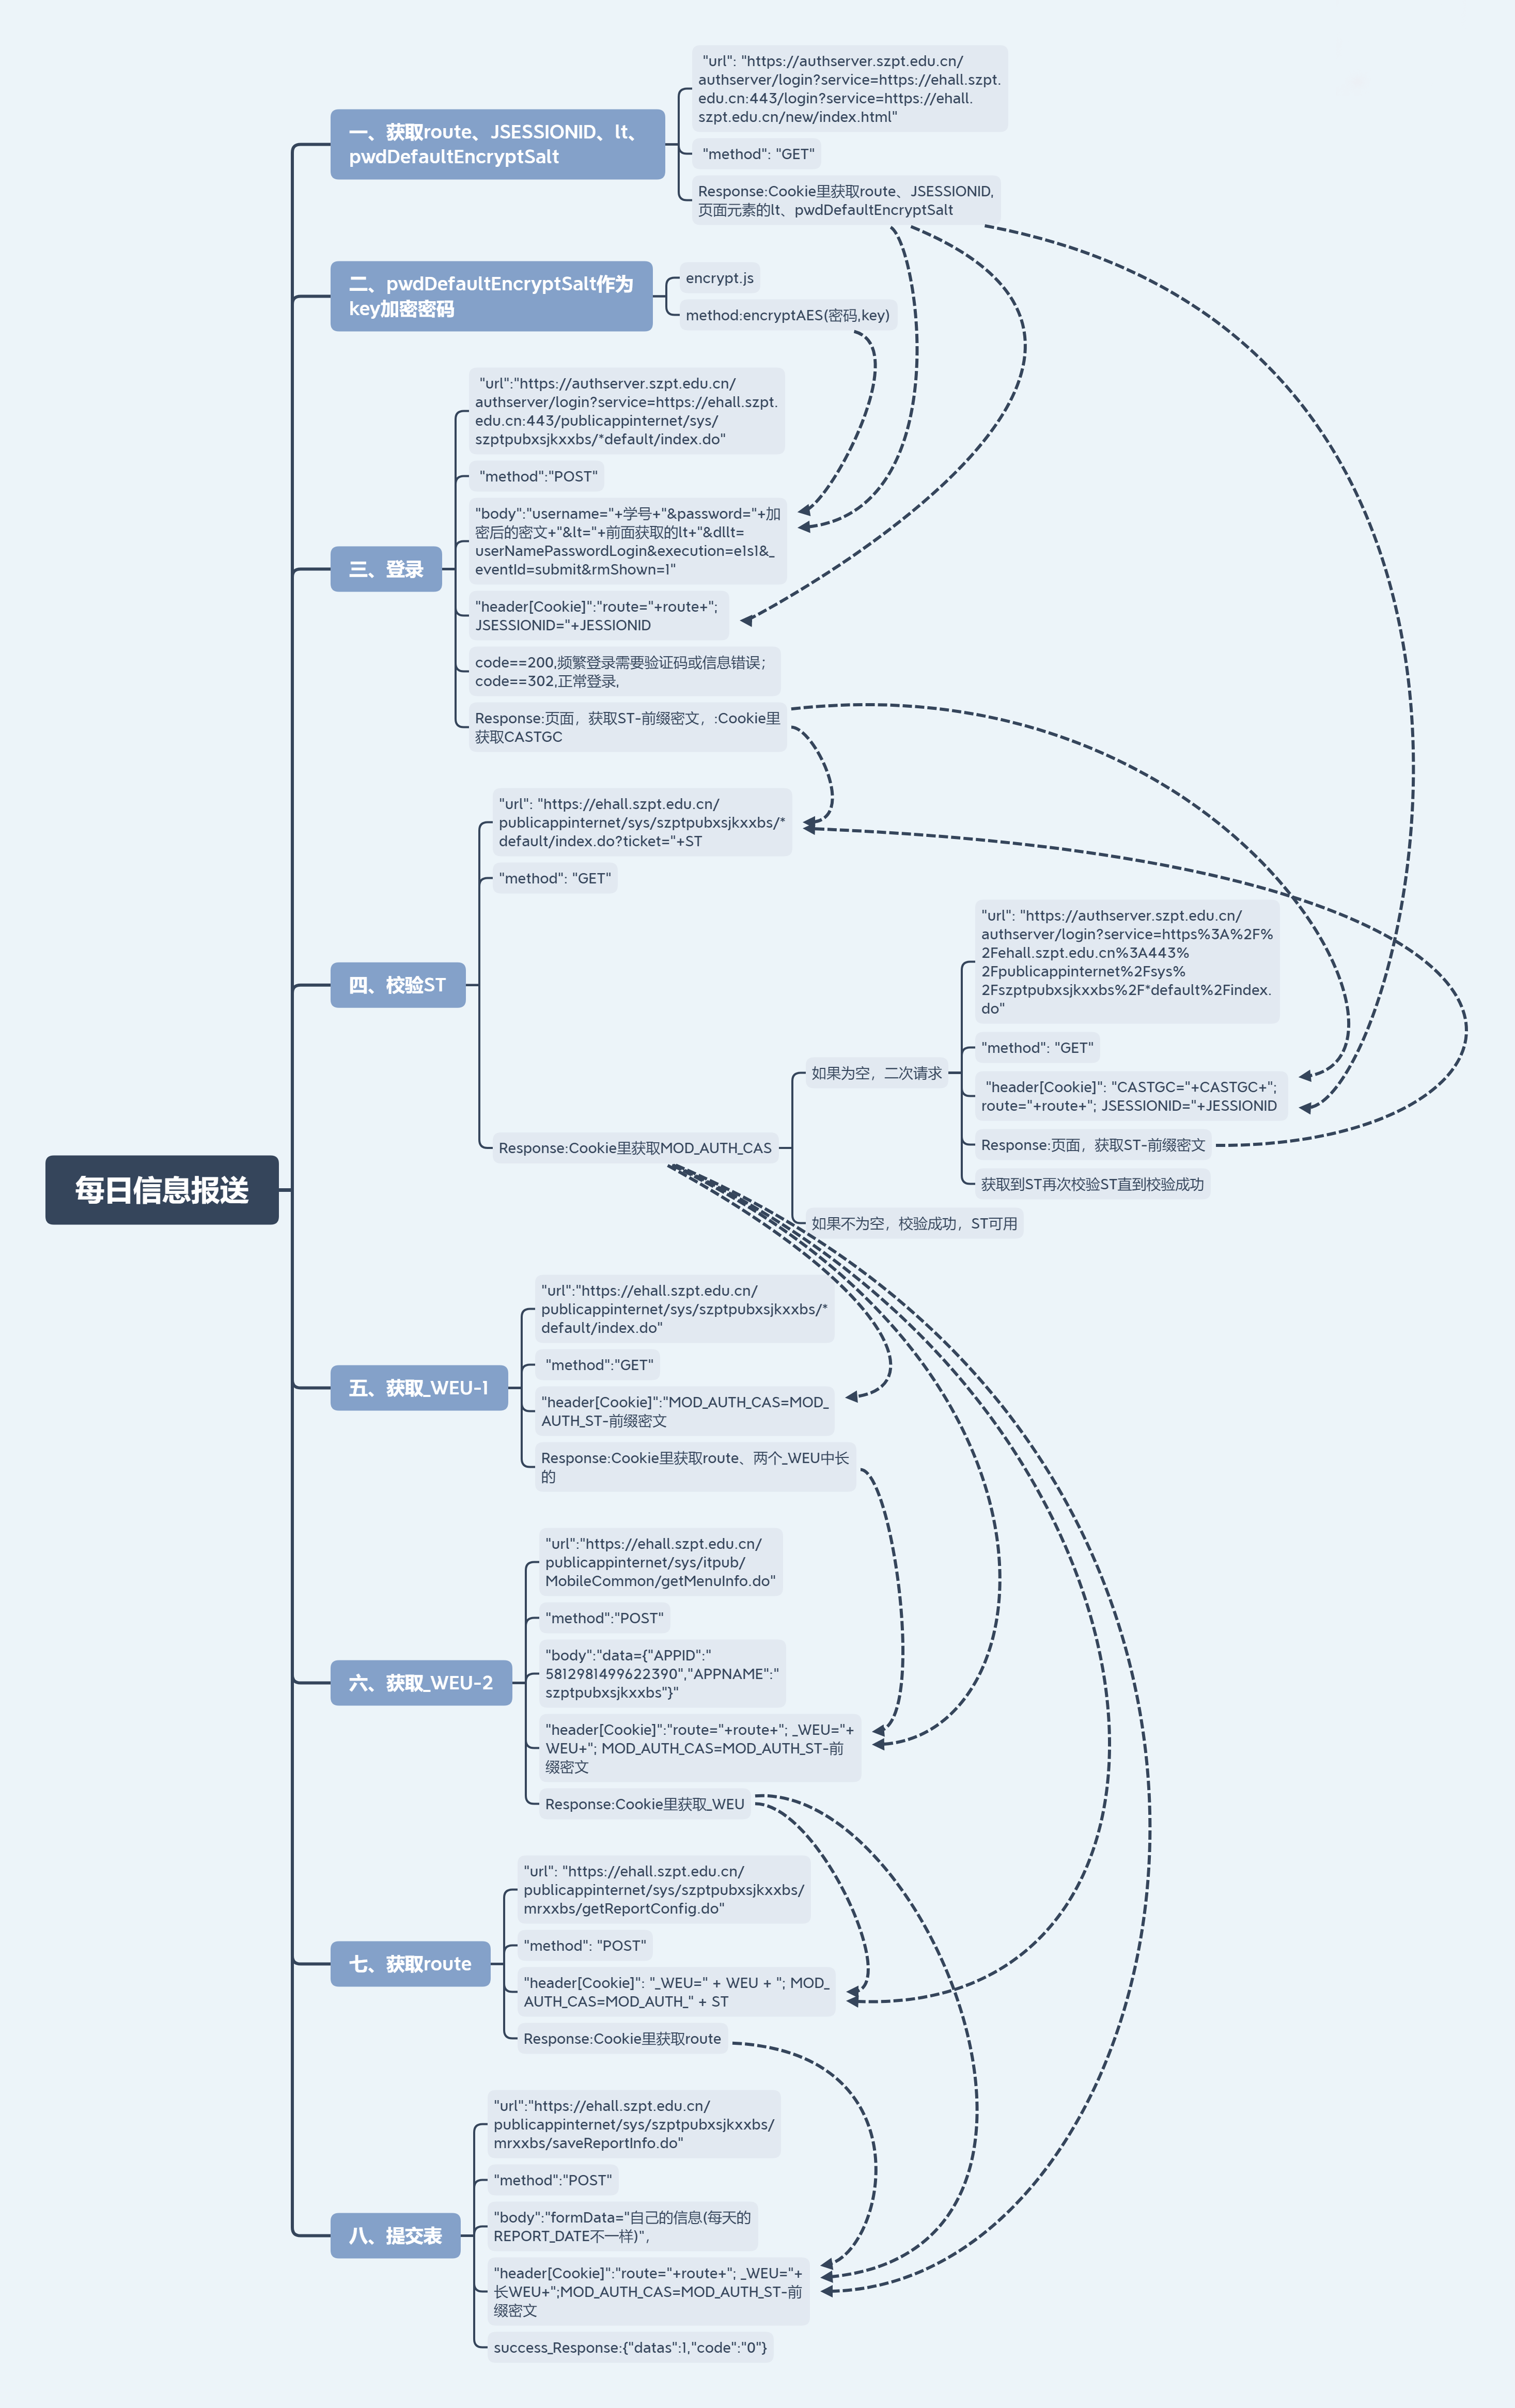 每日信息报送
一、获取route、JSESSIONID、lt、
pwdDefaultEncryptSalt
"url": "https://authserver.szpt.edu.cn/
authserver/login?service=https://ehall.szpt.
edu.cn:443/login?service=https://ehall.
szpt.edu.cn/new/index.html"
"method": "GET"
Response:Cookie里获取route、JSESSIONID,
页面元素的lt、pwdDefaultEncryptSalt
二、pwdDefaultEncryptSalt作为
key加密密码
encrypt.js
method:encryptAES(密码,key)
三、登录
"url":"https://authserver.szpt.edu.cn/
authserver/login?service=https://ehall.szpt.
edu.cn:443/publicappinternet/sys/
szptpubxsjkxxbs/*default/index.do"
"method":"POST"
"body":"username="+学号+"&password="+加
密后的密文+"&lt="+前面获取的lt+"&dllt=
userNamePasswordLogin&execution=e1s1&_
eventId=submit&rmShown=1"
"header[Cookie]":"route="+route+";
JSESSIONID="+JESSIONID
code==200,频繁登录需要验证码或信息错误；
code==302,正常登录,
Response:页面，获取ST-前缀密文，:Cookie里
获取CASTGC
四、校验ST
"url": "https://ehall.szpt.edu.cn/
publicappinternet/sys/szptpubxsjkxxbs/*
default/index.do?ticket="+ST
"method": "GET"
Response:Cookie里获取MOD_AUTH_CAS
如果为空，二次请求
"url": "https://authserver.szpt.edu.cn/
authserver/login?service=https%3A%2F%
2Fehall.szpt.edu.cn%3A443%
2Fpublicappinternet%2Fsys%
2Fszptpubxsjkxxbs%2F*default%2Findex.
do"
"method": "GET"
"header[Cookie]": "CASTGC="+CASTGC+";
route="+route+"; JSESSIONID="+JESSIONID
Response:页面，获取ST-前缀密文
获取到ST再次校验ST直到校验成功
如果不为空，校验成功，ST可用
五、获取_WEU-1
"url":"https://ehall.szpt.edu.cn/
publicappinternet/sys/szptpubxsjkxxbs/*
default/index.do"
"method":"GET"
"header[Cookie]":"MOD_AUTH_CAS=MOD_
AUTH_ST-前缀密文
Response:Cookie里获取route、两个_WEU中长
的
六、获取_WEU-2
"url":"https://ehall.szpt.edu.cn/
publicappinternet/sys/itpub/
MobileCommon/getMenuInfo.do"
"method":"POST"
"body":"data={"APPID":"
5812981499622390","APPNAME":"
szptpubxsjkxxbs"}"
"header[Cookie]":"route="+route+"; _WEU="+
WEU+"; MOD_AUTH_CAS=MOD_AUTH_ST-前
缀密文
Response:Cookie里获取_WEU
七、获取route
"url": "https://ehall.szpt.edu.cn/
publicappinternet/sys/szptpubxsjkxxbs/
mrxxbs/getReportConfig.do"
"method": "POST"
"header[Cookie]": "_WEU=" + WEU + "; MOD_
AUTH_CAS=MOD_AUTH_" + ST
Response:Cookie里获取route
八、提交表
"url":"https://ehall.szpt.edu.cn/
publicappinternet/sys/szptpubxsjkxxbs/
mrxxbs/saveReportInfo.do"
"method":"POST"
"body":"formData="自己的信息(每天的
REPORT_DATE不一样)",
"header[Cookie]":"route="+route+"; _WEU="+
长WEU+";MOD_AUTH_CAS=MOD_AUTH_ST-前
缀密文
success_Response:{"datas":1,"code":"0"}